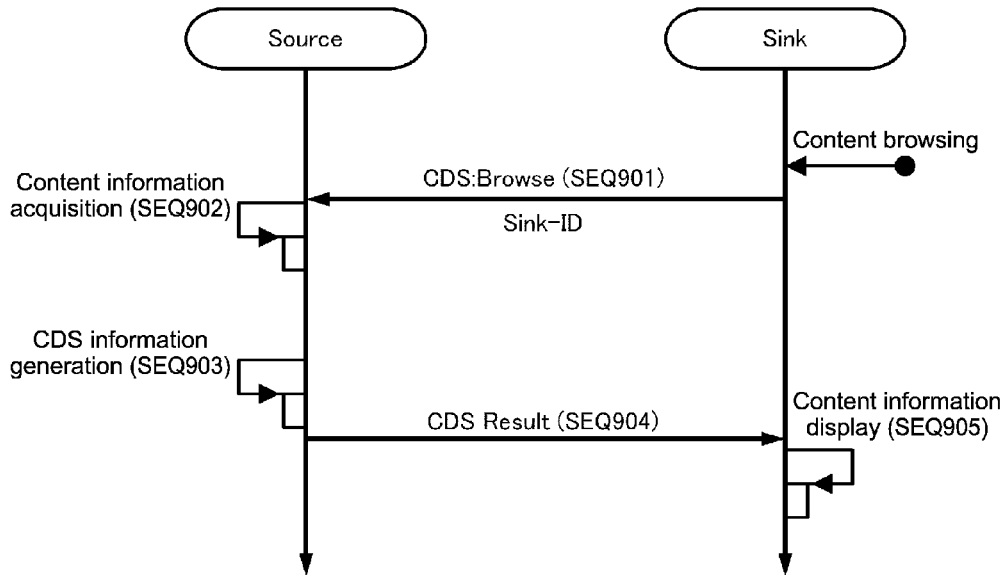 Source
Sink
Content browsing
CDS:Browse (SEQ901)
Sink-ID
Content information
acquisition (SEQ902)
CDS information
generation (SEQ903)
CDS Result (SEQ904)
Content information
display (SEQ905)